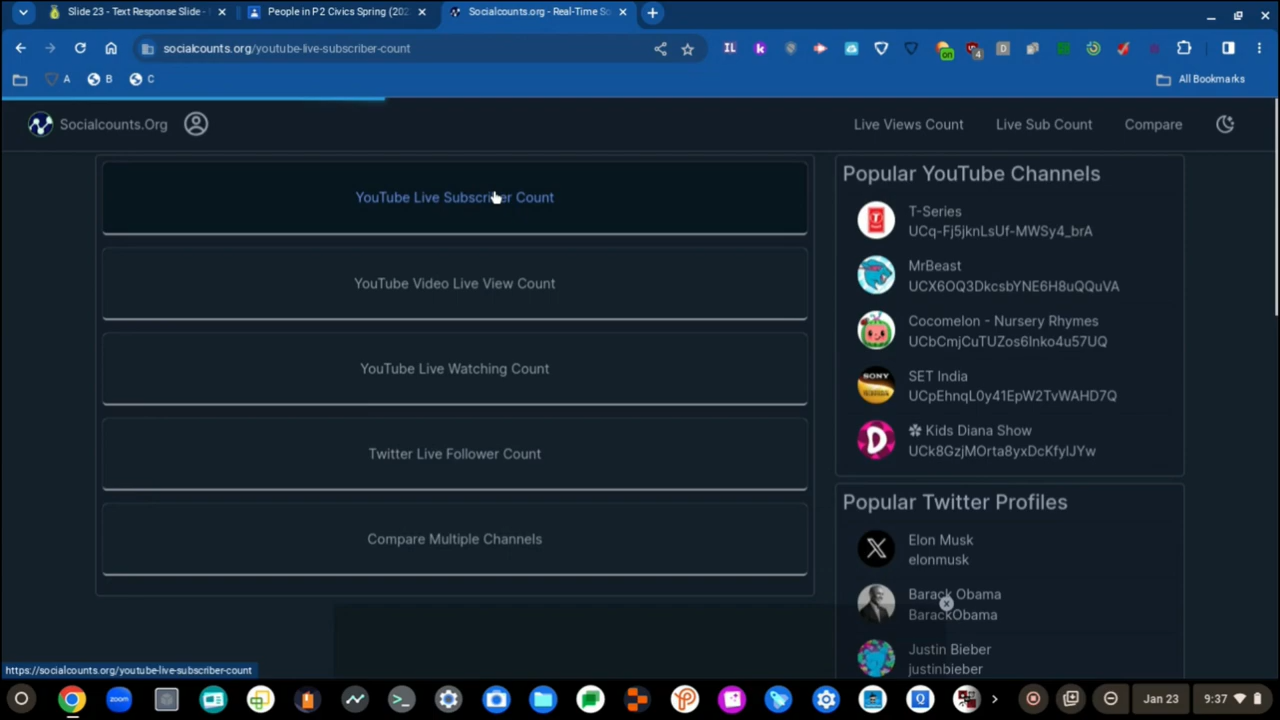 Slide 23 - Text Response Slide -
People in P2 Civics Spring (202
Socialcounts.org - Real-Time So
socialcounts.org/youtube-live-subscriber-count
A
B
C
All Bookmarks
Socialcounts.Org
Live Views Count
Live Sub Count
Compare
YouTube Live Subscriber Count
YouTube Video Live View Count
YouTube Live Watching Count
Twitter Live Follower Count
Compare Multiple Channels
Popular YouTube Channels
T-Series
UCq-Fj5jknLsUf-MWSy4_brA
MrBeast
UCX6OQ3DkcsbYNE6H8uQQuVA
Cocomelon - Nursery Rhymes
UCbCmjCuTUZos6Inko4u57UQ
SET India
UCpEhnqL0y41EpW2TvWAHD7Q
✿ Kids Diana Show
UCk8GzjMOrta8yxDcKfylJYw
Popular Twitter Profiles
Elon Musk
elonmusk
Barack Obama
BarackObama
Justin Bieber
justinbieber
https://socialcounts.org/youtube-live-subscriber-count
zoom
Jan 23
9:37